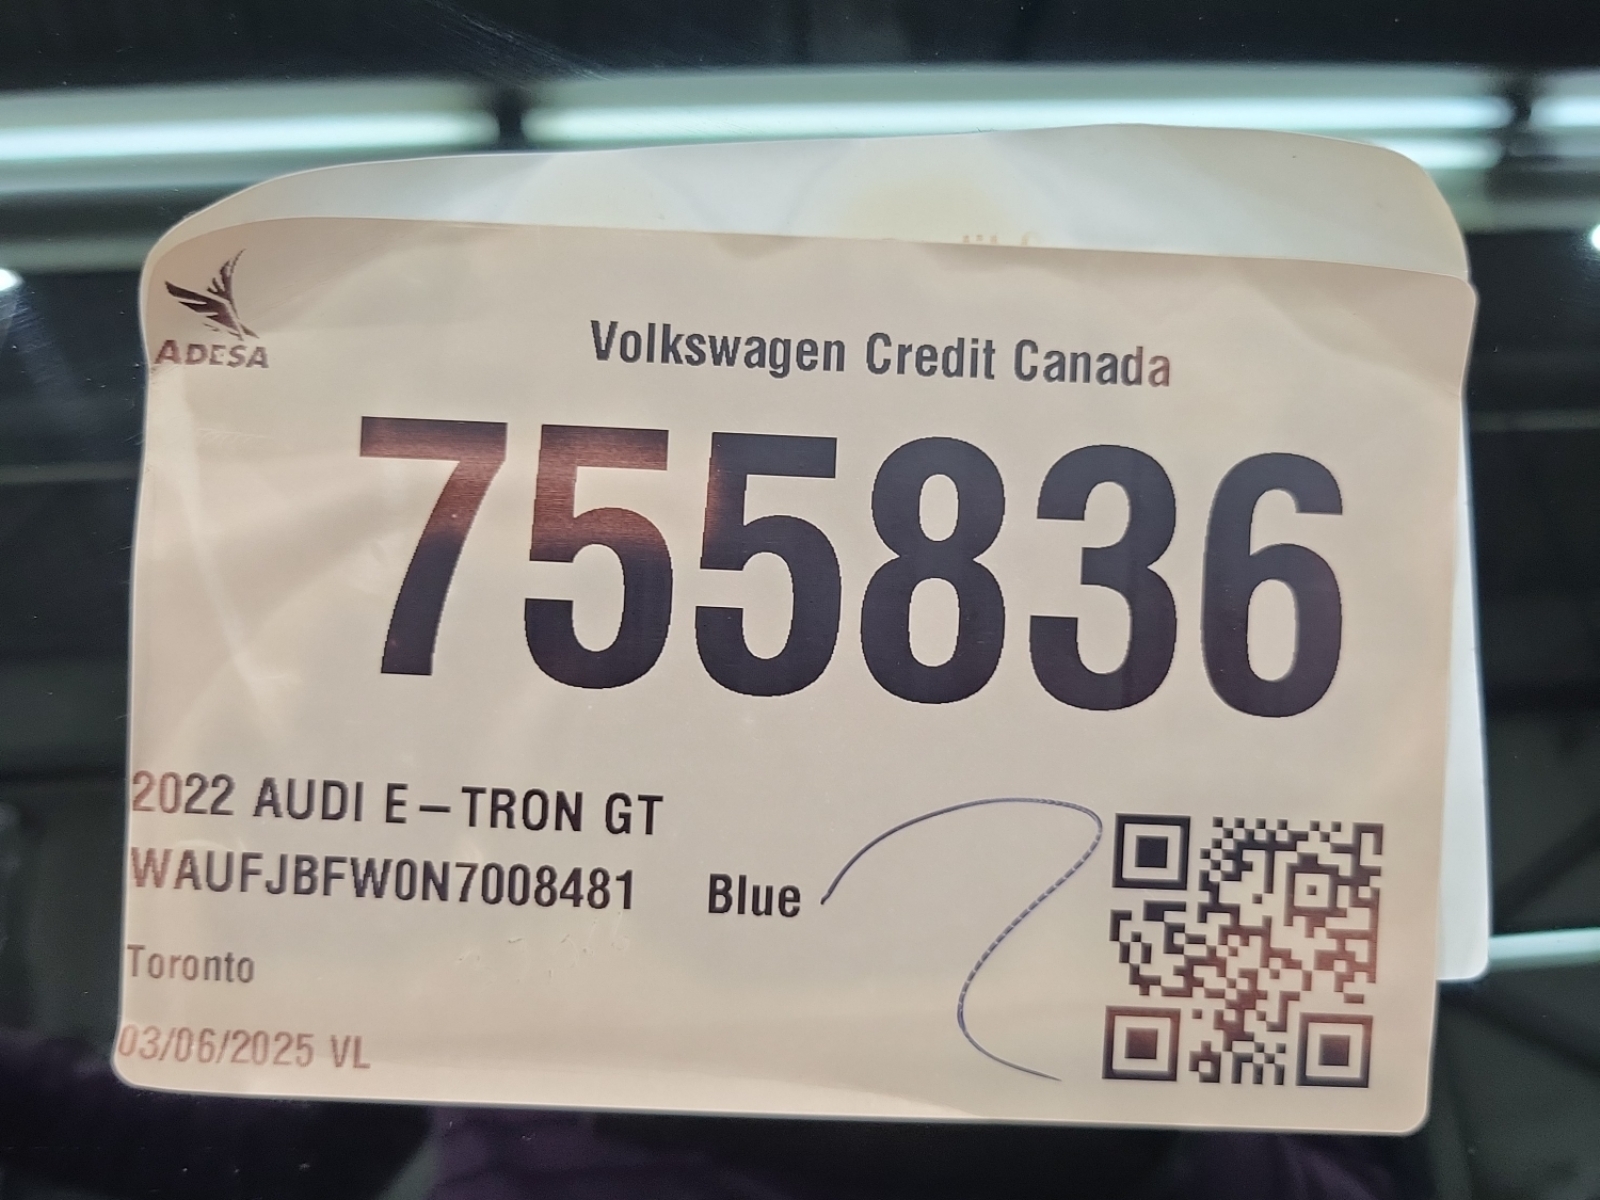 ADESA
Volkswagen Credit Canada
755836
2022 AUDI E-TRON GT
WAUFJBFW0N7008481 Blue
Toronto
03/06/2025 VL